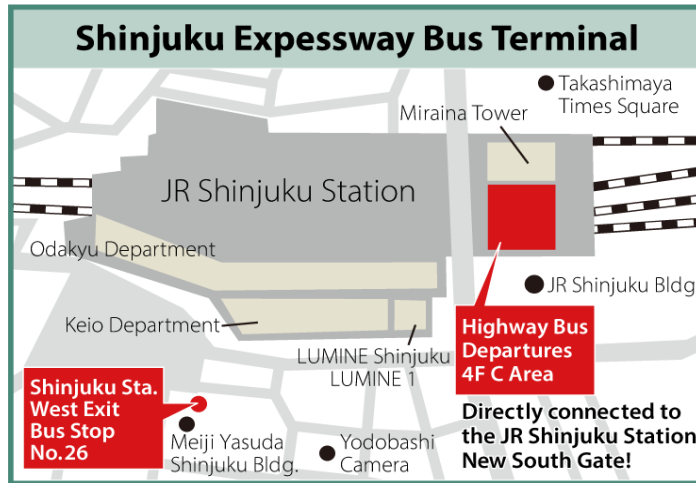 Shinjuku Expessway Bus Terminal
Takashimaya
Times Square
Miraina Tower
JR Shinjuku Station
Odakyu Department
JR Shinjuku Bldg
Keio Department
LUMINE Shinjuku
LUMINE 1
Highway Bus
Departures
4F C Area
Shinjuku Sta.
West Exit
Bus Stop
No.26
Meiji Yasuda
Shinjuku Bldg.
Yodobashi
Camera
Directly connected to
the JR Shinjuku Station
New South Gate!